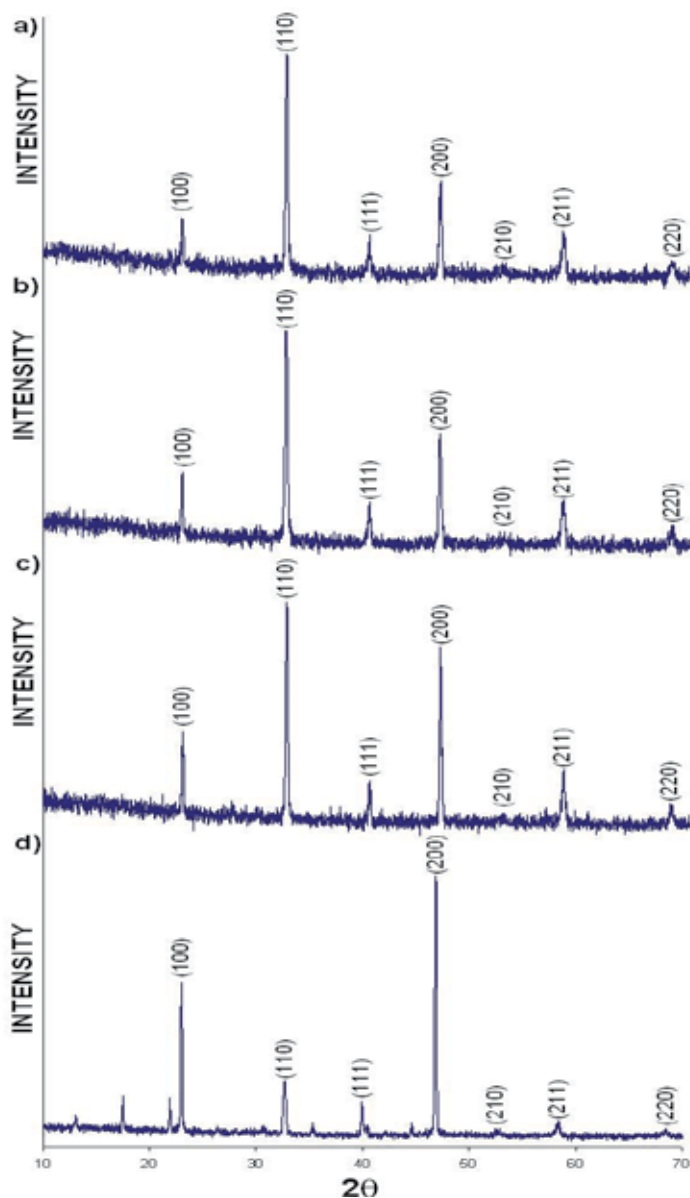 a)
INTENSITY
(100)
(110)
(111)
(200)
(210)
(211)
(220)
b)
INTENSITY
(100)
(110)
(111)
(200)
(210)
(211)
(220)
c)
INTENSITY
(100)
(110)
(111)
(200)
(210)
(211)
(220)
d)
INTENSITY
(100)
(110)
(111)
(200)
(210)
(211)
(220)
10 20 30 40 50 60 70
2θ